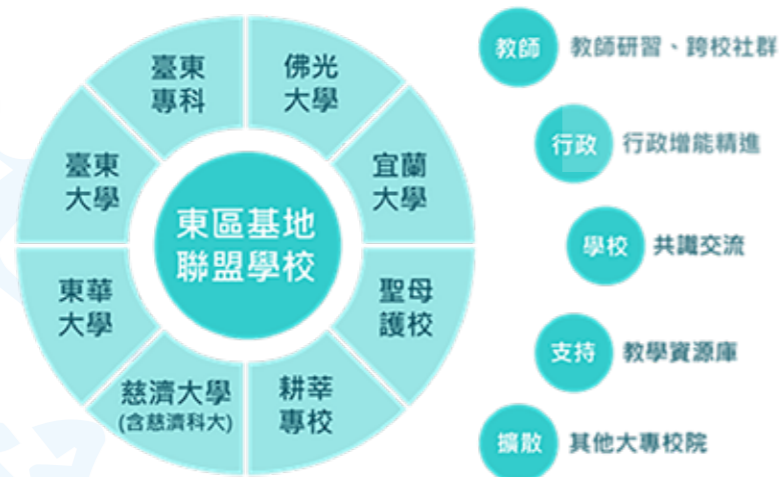 東區基地
聯盟學校
佛光
大學
宜蘭
大學
聖母
護校
耕莘
專校
慈濟大學
(含慈濟科大)
東華
大學
臺東
大學
臺東
專科
教師 教師研習、跨校社群
行政 行政增能精進
學校 共識交流
支持 教學資源庫
擴散 其他大專校院